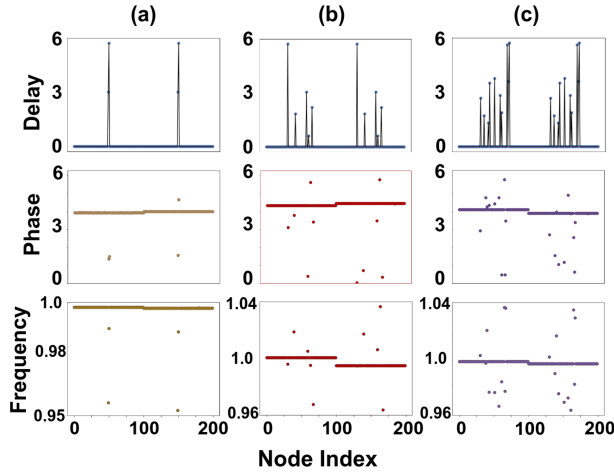 (a) (b) (c)
Delay
6 6 6
3 3 3
0 0 0
Phase
6 6 6
3 3 3
0 0 0
Frequency
1.0 1.04 1.04
0.98 1.0 1.0
0.95 0.96 0.96
0 100 200 0 100 200 0 100 200
Node Index